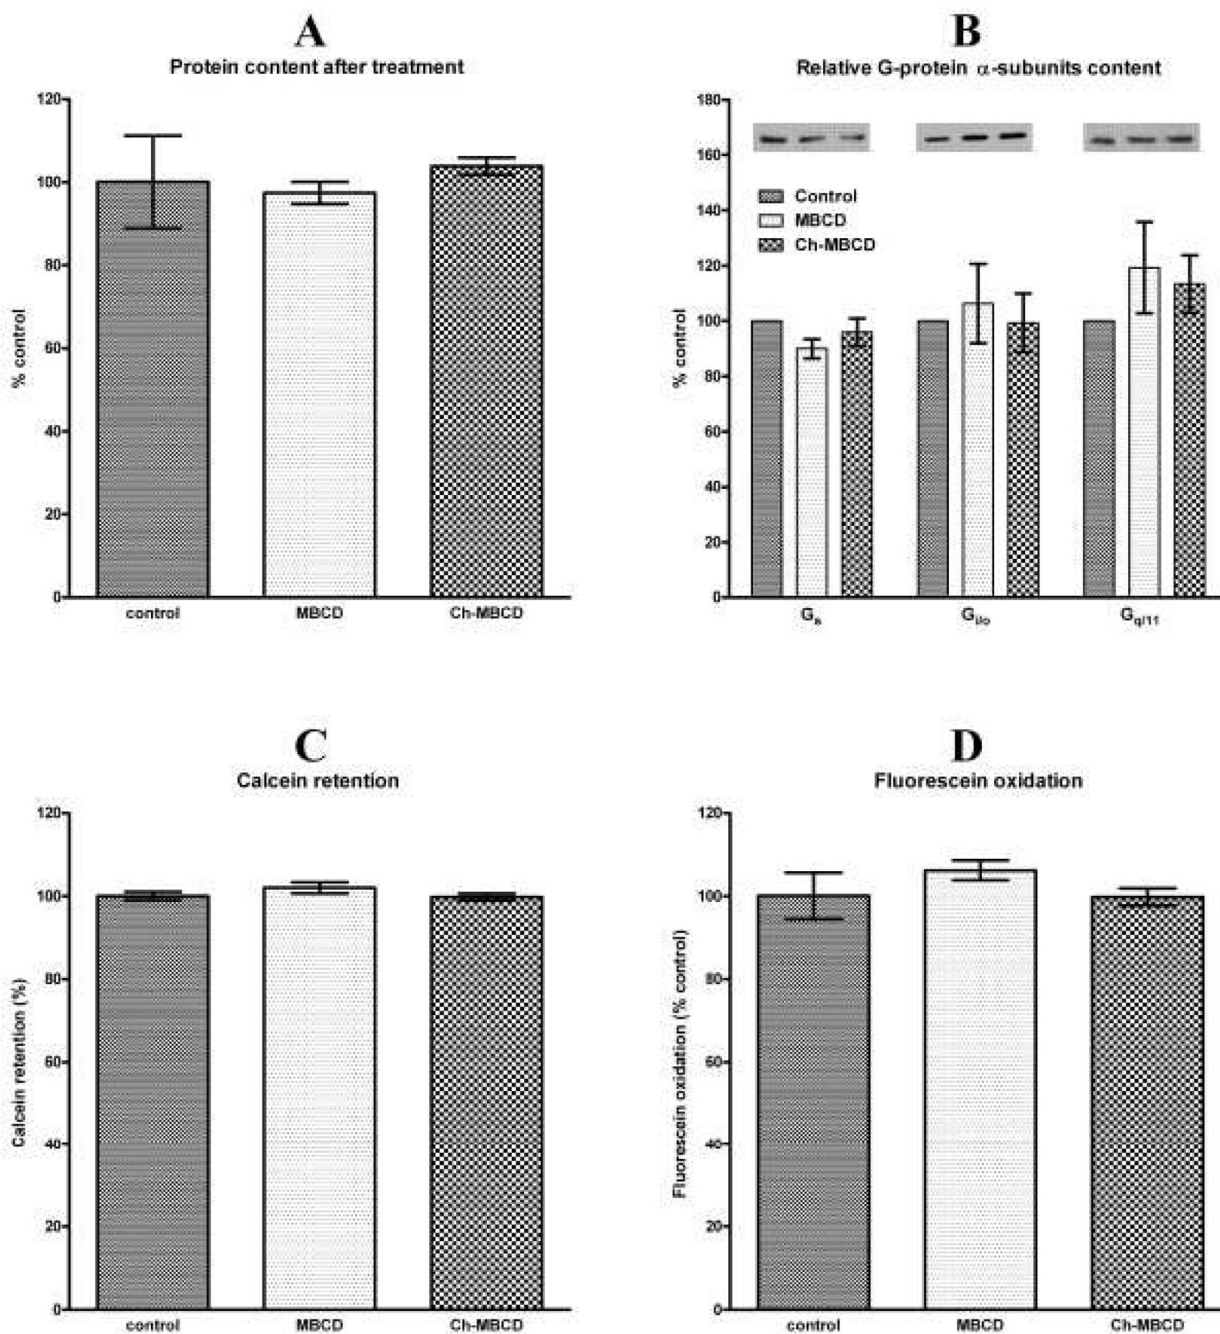 A
Protein content after treatment
120
100
80
60
40
20
0
% control
control MBCD Ch-MBCD
B
Relative G-protein α-subunits content
180
160
140
120
100
80
60
40
20
0
% control
Control
MBCD
Ch-MBCD
Gs Gi/o Gq/11
C
Calcein retention
120
100
80
60
40
20
0
Calcein retention (%)
control MBCD Ch-MBCD
D
Fluorescein oxidation
120
100
80
60
40
20
0
Fluorescein oxidation (% control)
control MBCD Ch-MBCD